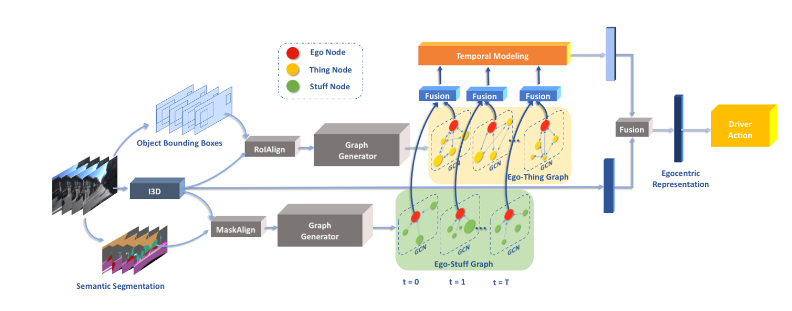 Ego Node
Thing Node
Stuff Node
Temporal Modeling
Fusion
Fusion
Fusion
Object Bounding Boxes
RoIAlign
Graph
Generator
GCN
GCN
...
GCN
Ego-Thing Graph
Fusion
Driver
Action
I3D
Egocentric
Representation
MaskAlign
Graph
Generator
GCN
GCN
...
GCN
Ego-Stuff Graph
Semantic Segmentation
t = 0
t = 1
t = T